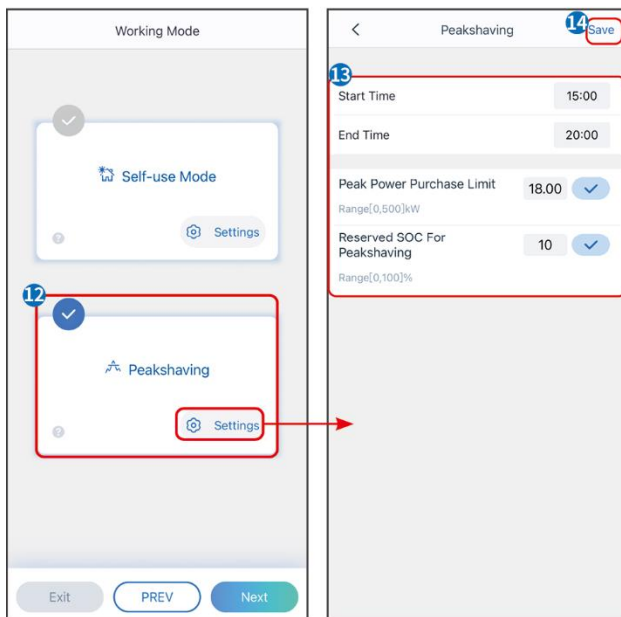 Working Mode
Self-use Mode
?
Settings
12
Peakshaving
?
Settings
Exit
PREV
Next
Peakshaving
14
Save
13
Start Time
15:00
End Time
20:00
Peak Power Purchase Limit
18.00
Range[0,500]kW
Reserved SOC For
Peakshaving
10
Range[0,100]%